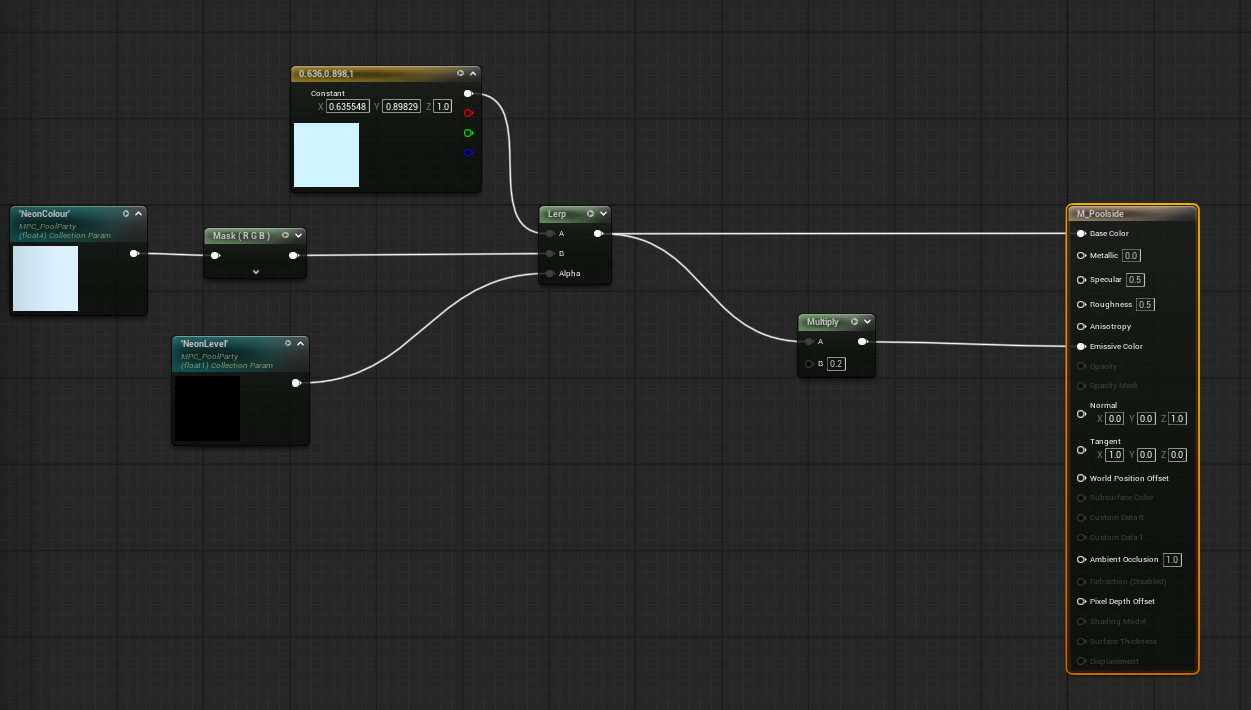 0.636,0.898,1
Constant
X 0.635548 Y 0.89829 Z 1.0
'NeonColour'
MPC_PoolParty
(float4) Collection Param
Mask ( R G B )
'NeonLevel'
MPC_PoolParty
(float1) Collection Param
Lerp
A
B
Alpha
Multiply
A
B 0.2
M_Poolside
Base Color
Metallic 0.0
Specular 0.5
Roughness 0.5
Anisotropy
Emissive Color
Opacity
Opacity Mask
Normal
X 0.0 Y 0.0 Z 1.0
Tangent
X 1.0 Y 0.0 Z 0.0
World Position Offset
Subsurface Color
Custom Data 0
Custom Data 1
Ambient Occlusion 1.0
Refraction (Disabled)
Pixel Depth Offset
Shading Model
Surface Thickness
Displacement